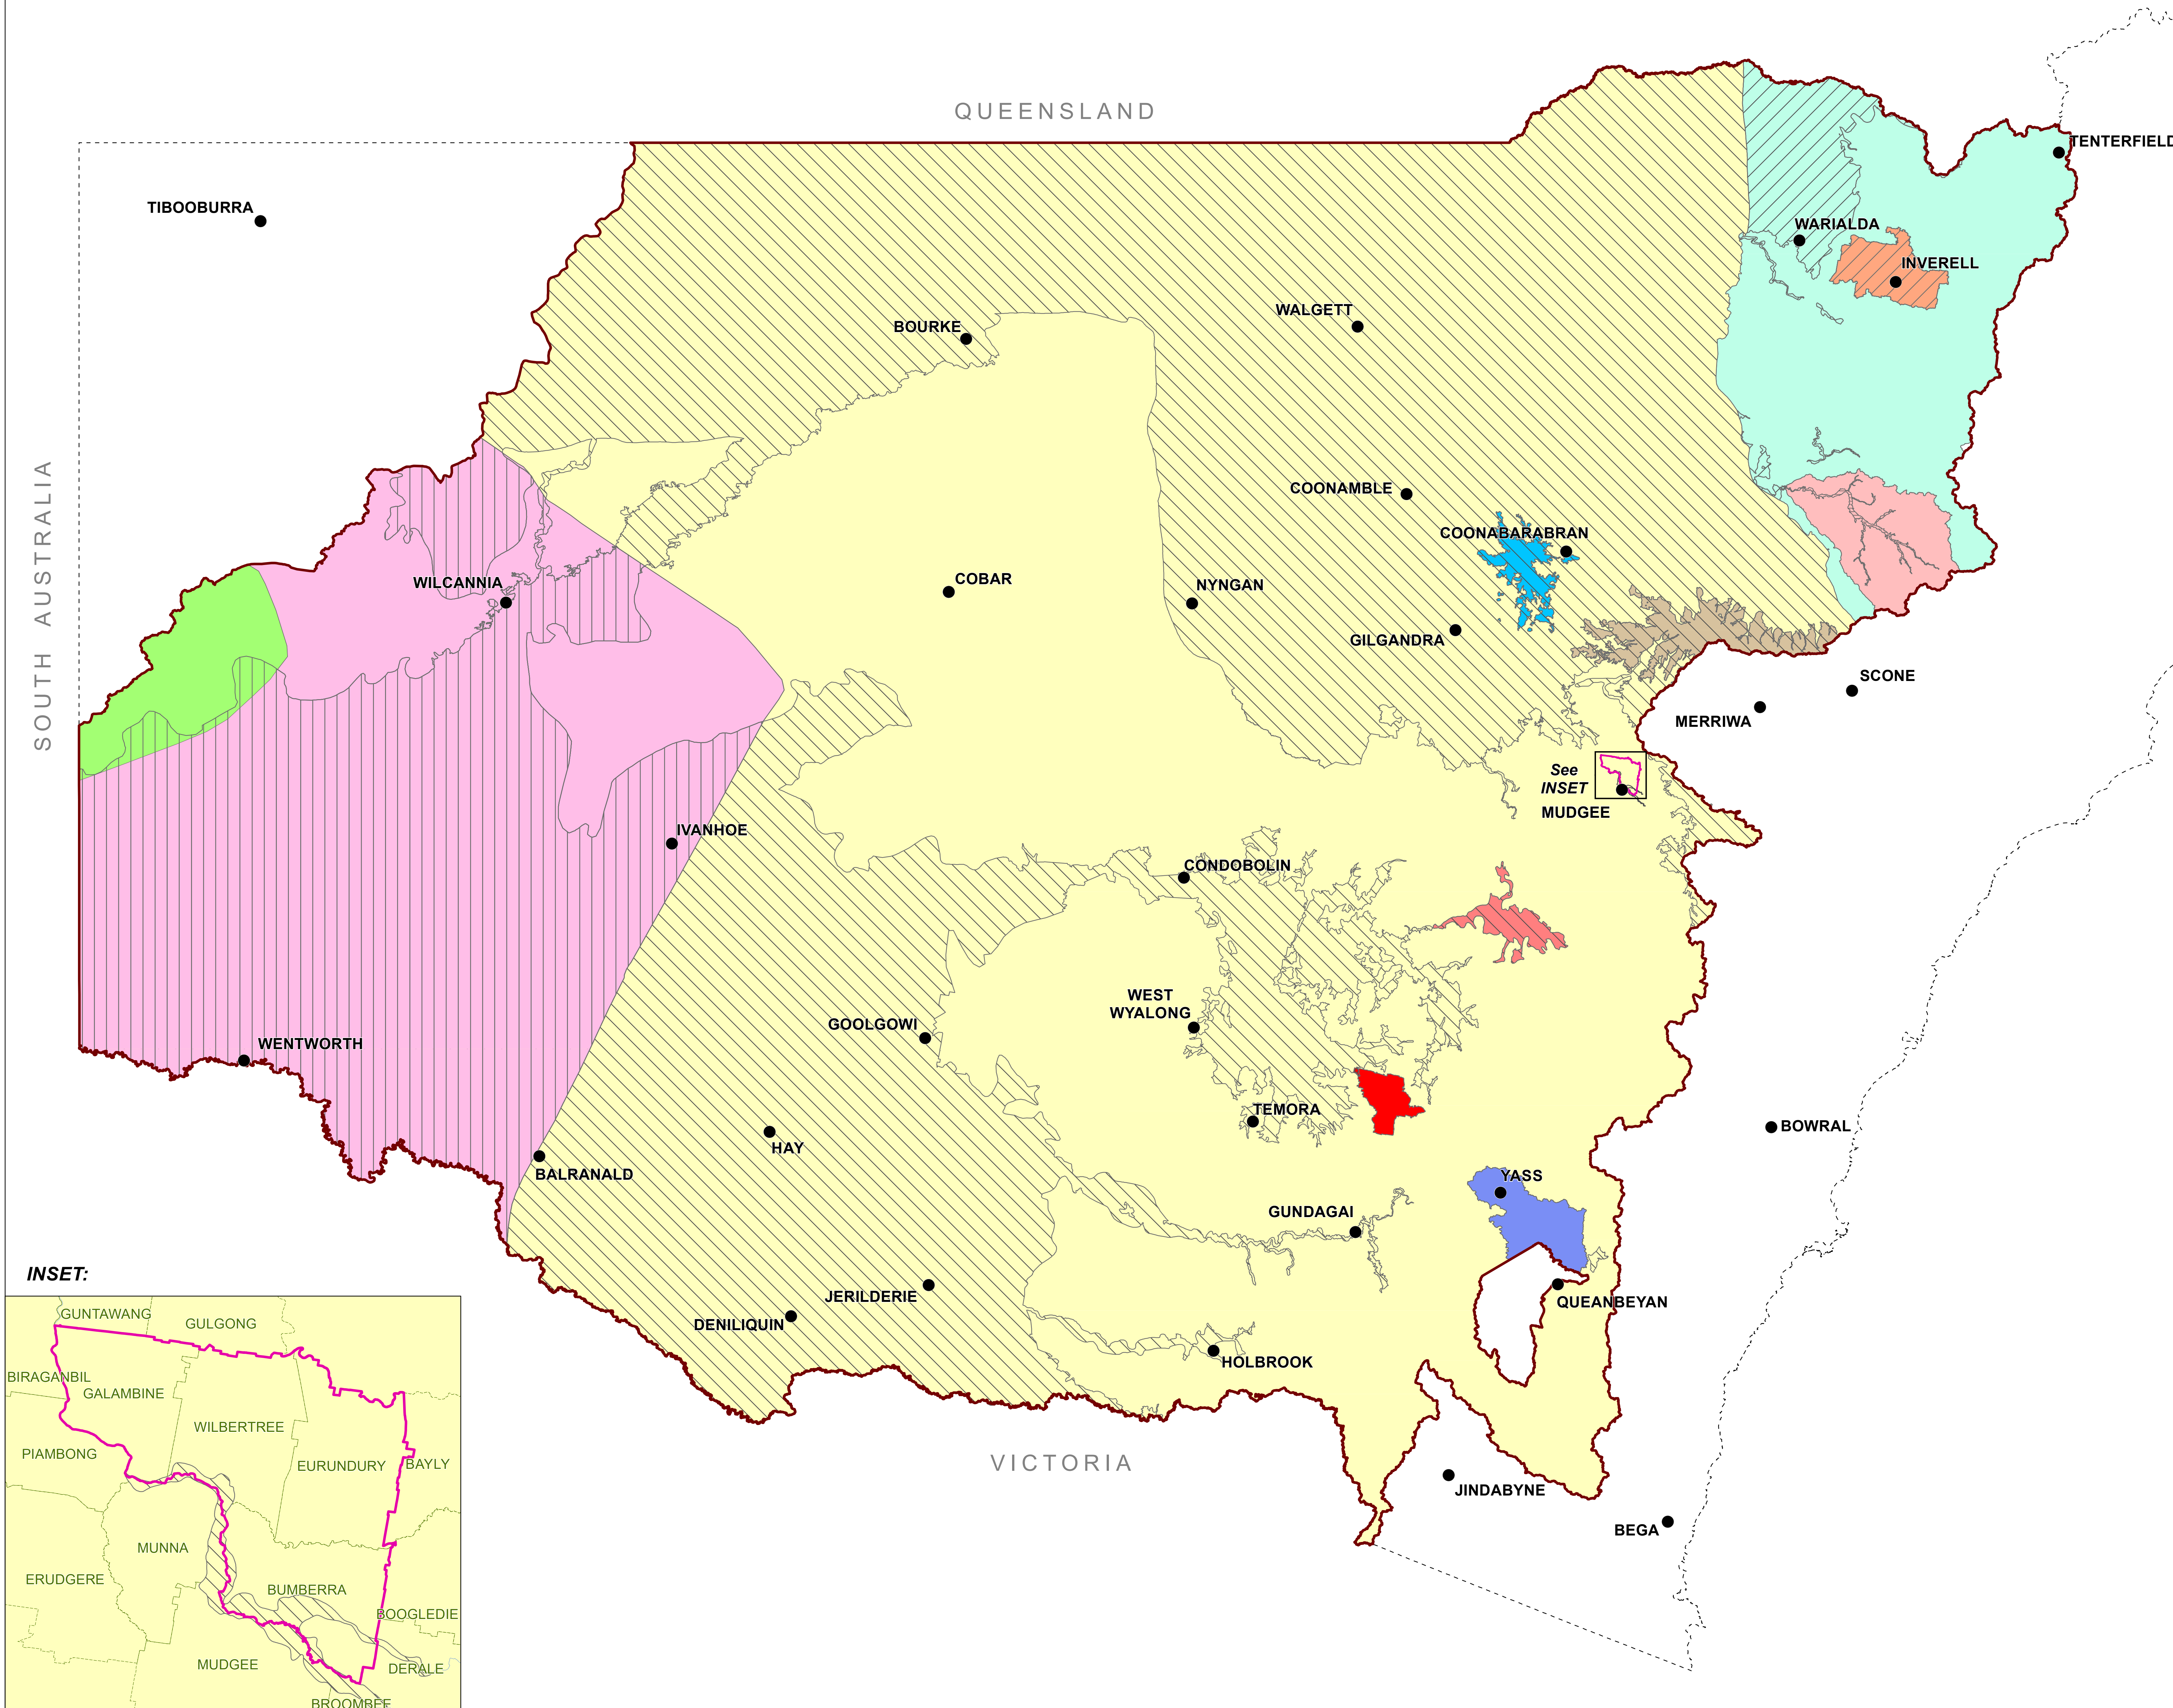 QUEENSLAND
TENTERFIELD
TIBOOBURRA
WARIALDA
INVERELL
WALGETT
BOURKE
SOUTH AUSTRALIA
COONAMBLE
COONABARABRAN
WILCANNIA
COBAR
NYNGAN
GILGANDRA
SCONE
MERRIWA
See
INSET
MUDGEE
IVANHOE
CONDOBOLIN
WEST
WYALONG
GOOLGOWI
WENTWORTH
TEMORA
BOWRAL
HAY
BALRANALD
YASS
GUNDAGAI
INSET:
JERILDERIE
QUEANBEYAN
DENILIQUIN
HOLBROOK
VICTORIA
JINDABYNE
BEGA
GUNTAWANG
GULGONG
BIRAGANBIL
GALAMBINE
WILBERTREE
PIAMBONG
EURUNDURY
BAYLY
MUNNA
ERUDGERE
BUMBERRA
BOOGLEDIE
MUDGEE
DERALE
BROOMBEE